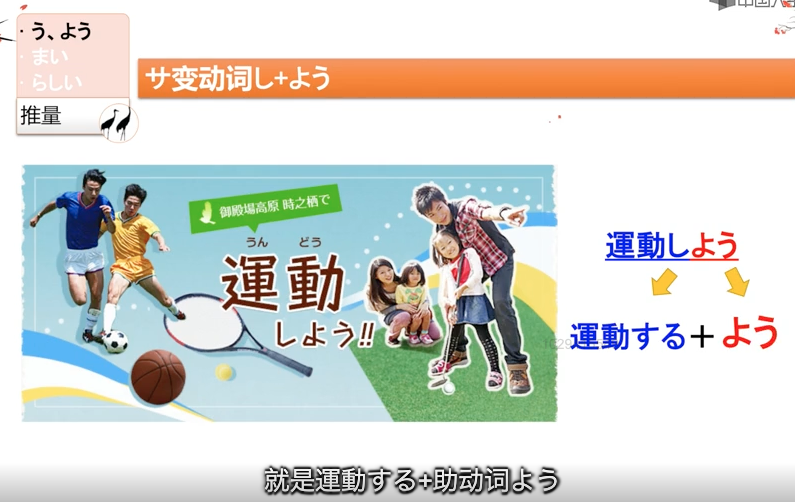 · う、よう
· まい
· らしい
推量
サ变动词し+よう
御殿場高原 時之栖で
うん どう
運動
しよう!!
運動しよう
運動する＋よう
就是運動する+助动词よう